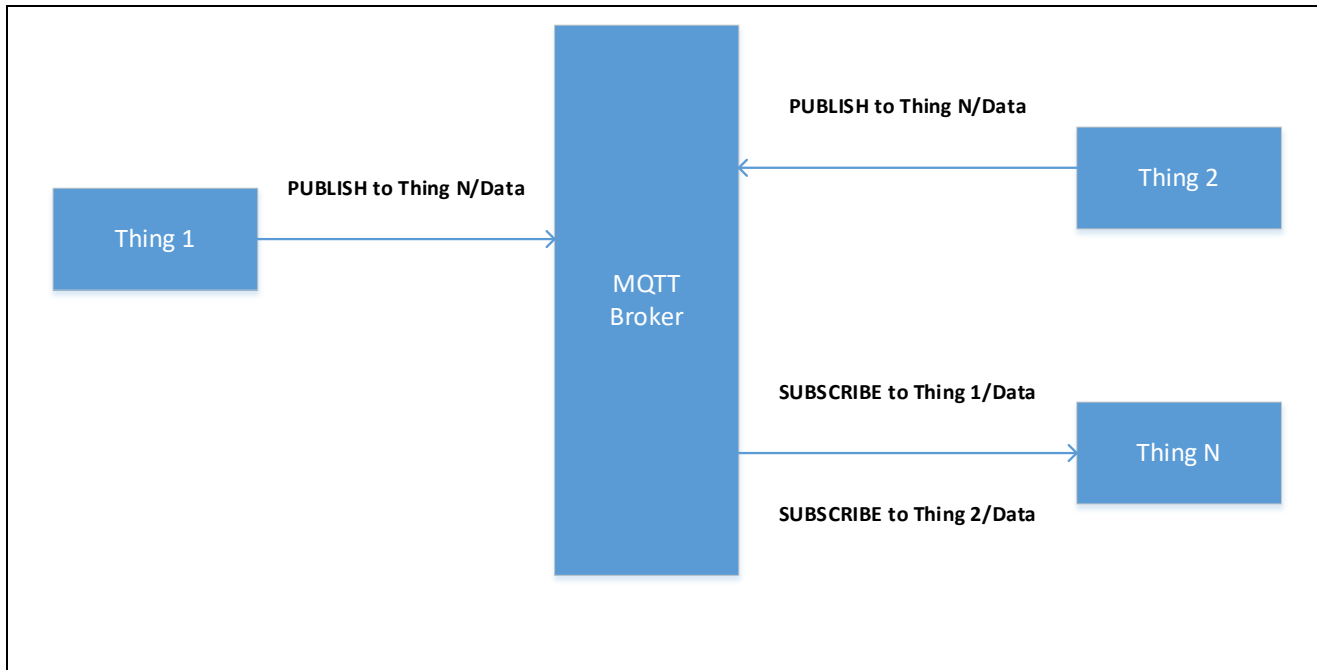 PUBLISH to Thing N/Data
Thing 2
PUBLISH to Thing N/Data
Thing 1
MQTT
Broker
SUBSCRIBE to Thing 1/Data
Thing N
SUBSCRIBE to Thing 2/Data